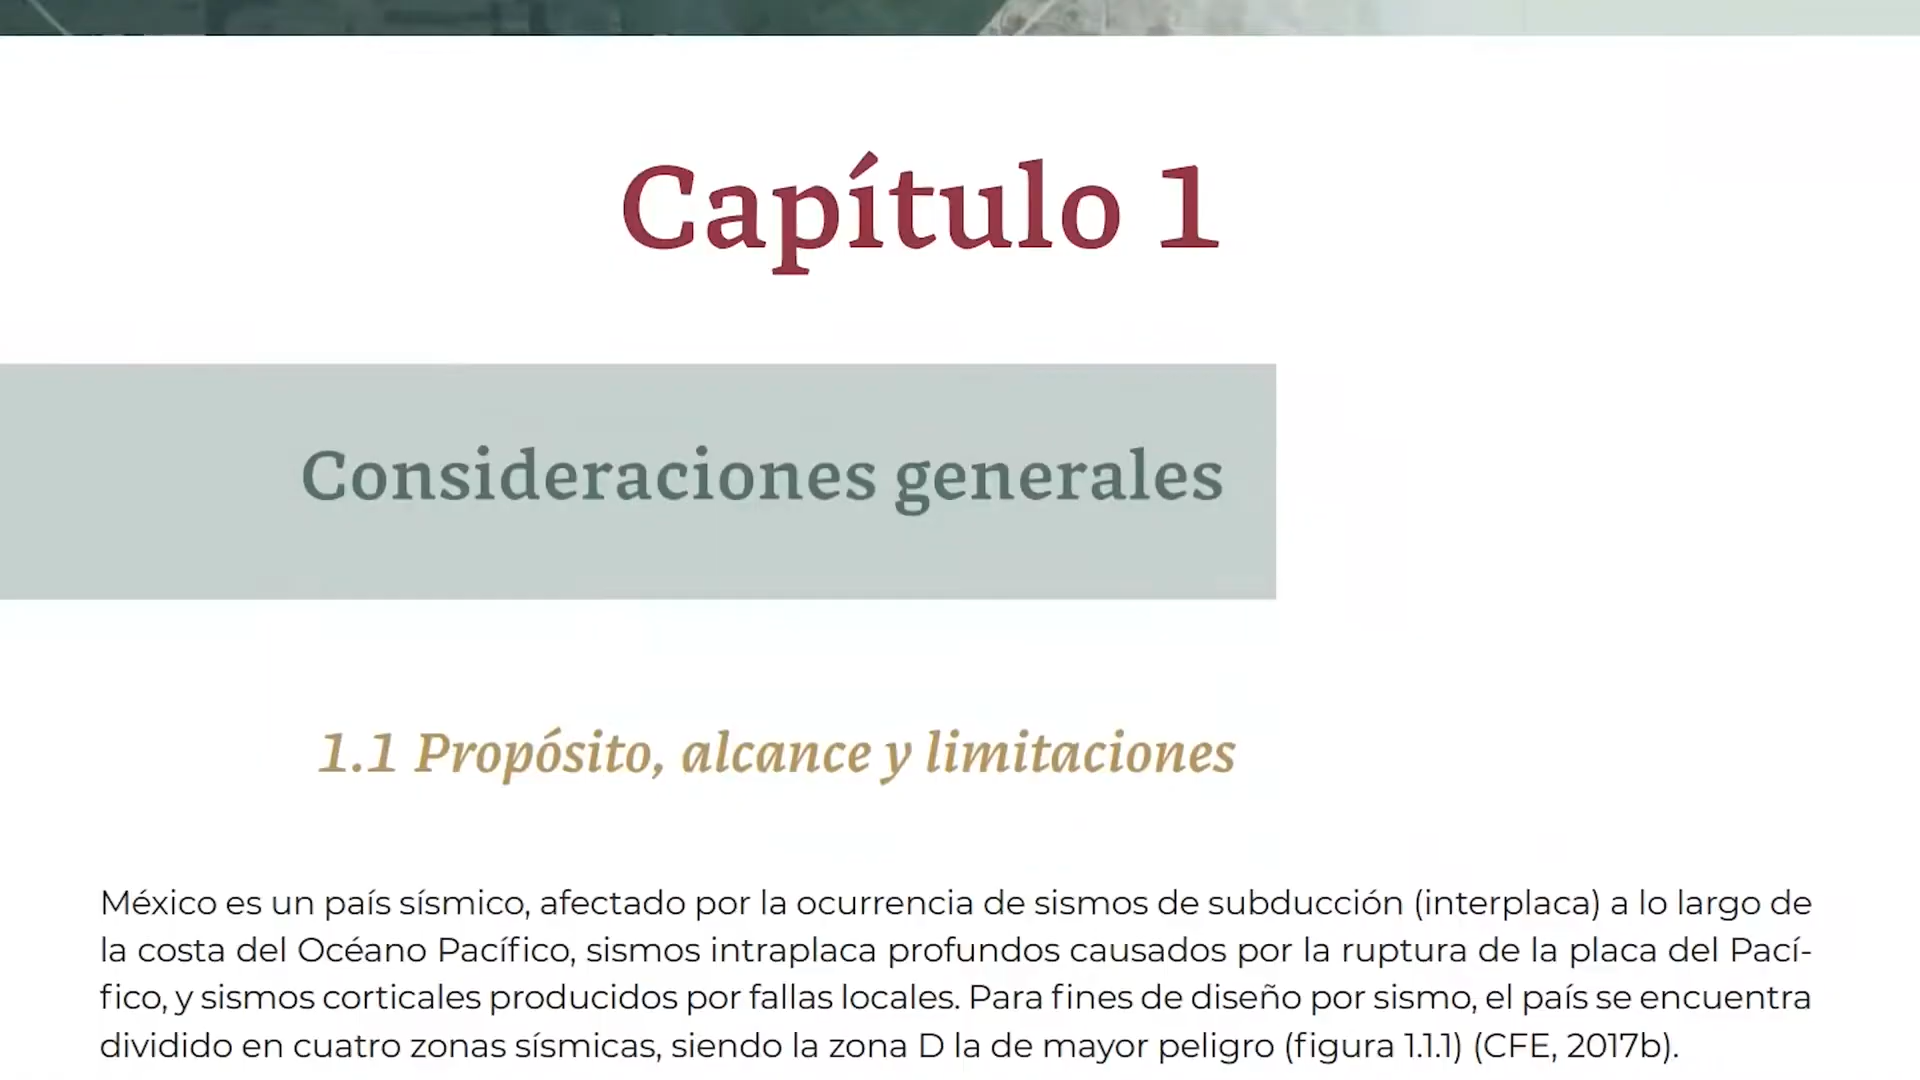 Capítulo 1
Consideraciones generales
1.1 Propósito, alcance y limitaciones
México es un país sísmico, afectado por la ocurrencia de sismos de subducción (interplaca) a lo largo de
la costa del Océano Pacífico, sismos intraplaca profundos causados por la ruptura de la placa del Pací-
fico, y sismos corticales producidos por fallas locales. Para fines de diseño por sismo, el país se encuentra
dividido en cuatro zonas sísmicas, siendo la zona D la de mayor peligro (figura 1.1.1) (CFE, 2017b).